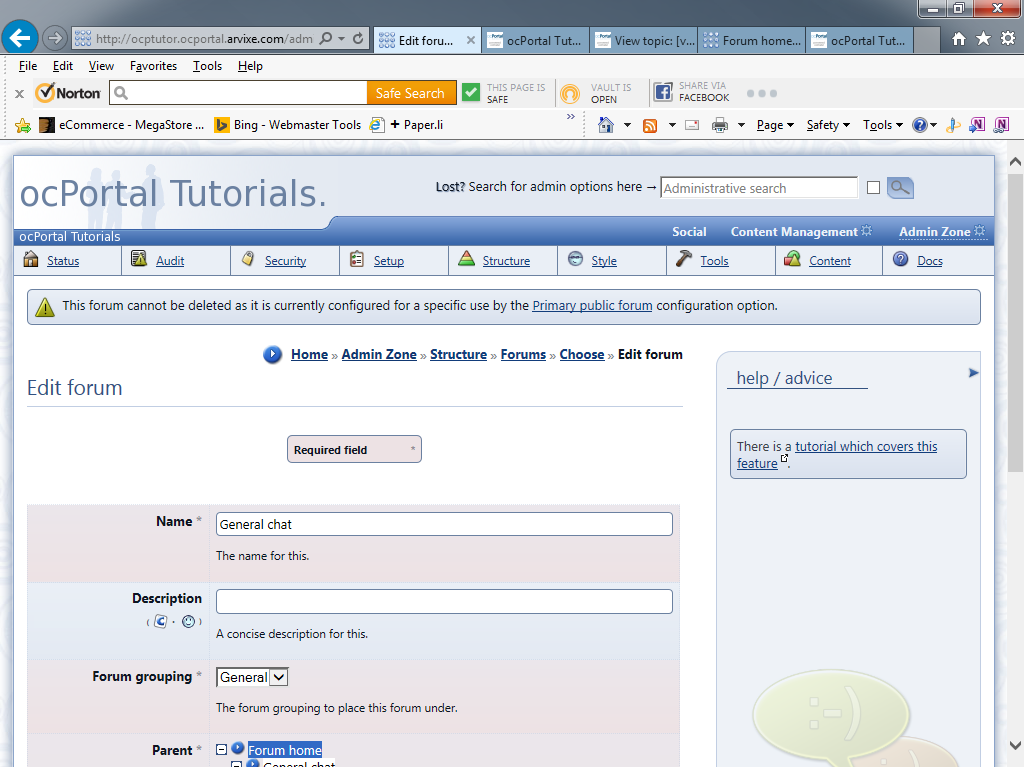 http://ocptutor.ocportal.arvixe.com/adm
Edit foru...
ocPortal Tut...
View topic: [v...
Forum home...
ocPortal Tut...
File Edit View Favorites Tools Help
Norton
Safe Search
THIS PAGE IS
SAFE
VAULT IS
OPEN
SHARE VIA
FACEBOOK
eCommerce - MegaStore ...
Bing - Webmaster Tools
+ Paper.li
Page
Safety
Tools
ocPortal Tutorials.
Lost? Search for admin options here →
Administrative search
ocPortal Tutorials
Social
Content Management
Admin Zone
Status
Audit
Security
Setup
Structure
Style
Tools
Content
Docs
This forum cannot be deleted as it is currently configured for a specific use by the Primary public forum configuration option.
Home » Admin Zone » Structure » Forums » Choose » Edit forum
help / advice
Edit forum
There is a tutorial which covers this
feature.
Required field *
Name *
General chat
The name for this.
Description
A concise description for this.
Forum grouping *
General
The forum grouping to place this forum under.
Parent *
Forum home
General chat